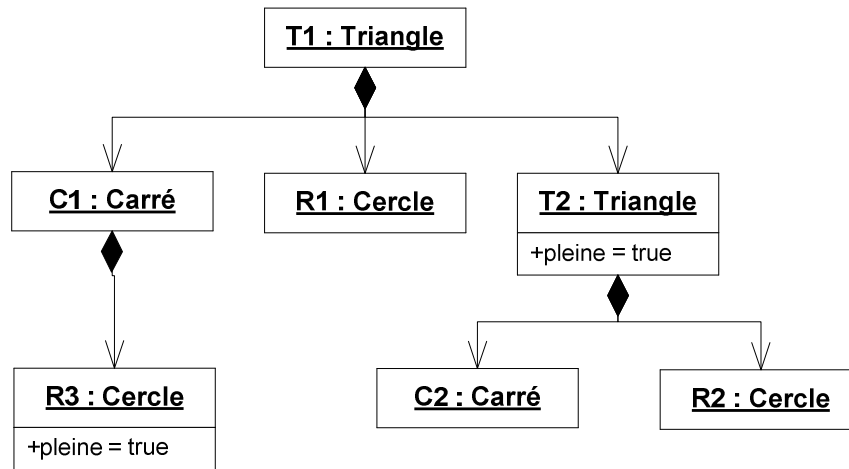 T1 : Triangle
C1 : Carré
R1 : Cercle
T2 : Triangle
+pleine = true
R3 : Cercle
+pleine = true
C2 : Carré
R2 : Cercle